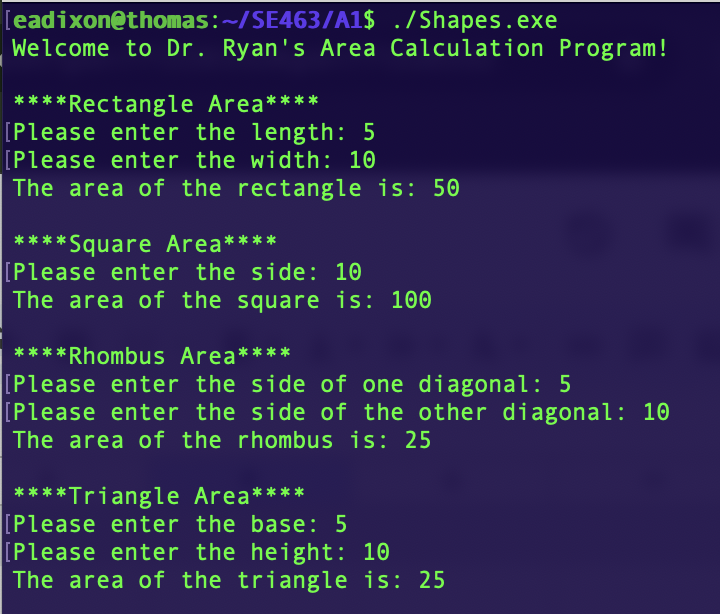 [eadixon@thomas:~/SE463/A1$ ./Shapes.exe
Welcome to Dr. Ryan's Area Calculation Program!
****Rectangle Area****
[Please enter the length: 5
[Please enter the width: 10
The area of the rectangle is: 50
****Square Area****
[Please enter the side: 10
The area of the square is: 100
****Rhombus Area****
[Please enter the side of one diagonal: 5
[Please enter the side of the other diagonal: 10
The area of the rhombus is: 25
****Triangle Area****
[Please enter the base: 5
[Please enter the height: 10
The area of the triangle is: 25